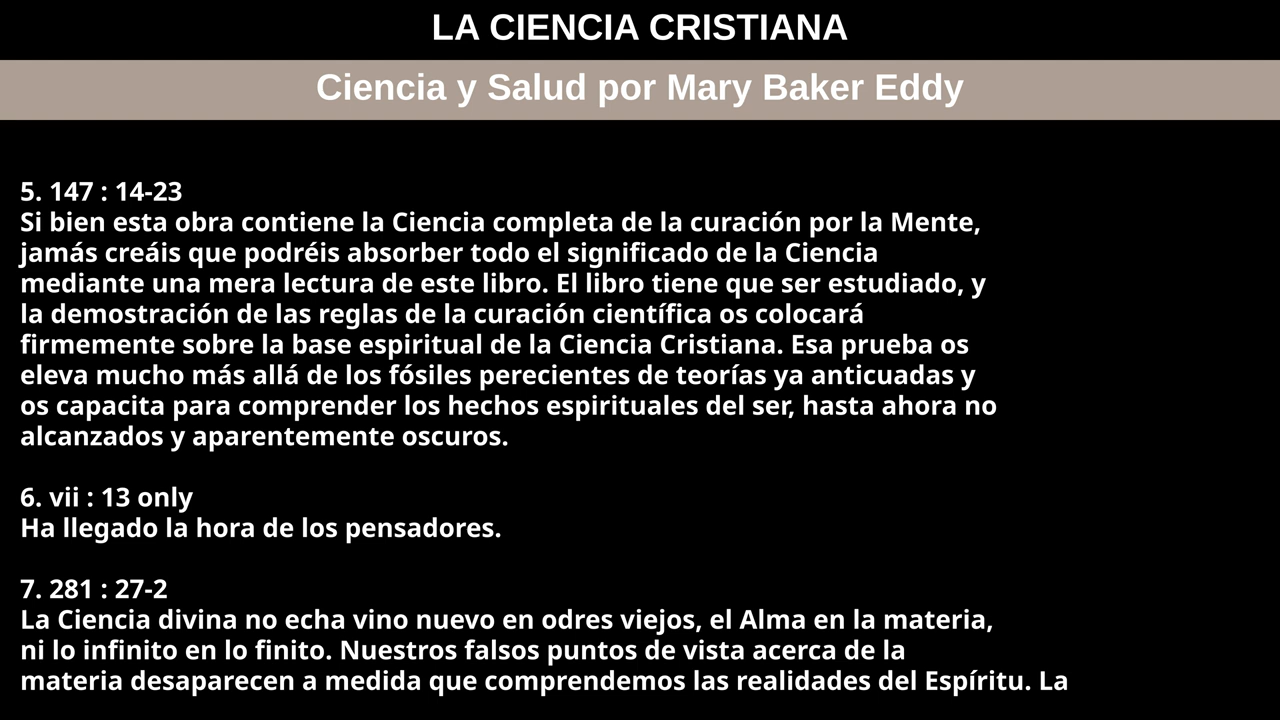 LA CIENCIA CRISTIANA
Ciencia y Salud por Mary Baker Eddy
5. 147 : 14-23
Si bien esta obra contiene la Ciencia completa de la curación por la Mente,
jamás creáis que podréis absorber todo el significado de la Ciencia
mediante una mera lectura de este libro. El libro tiene que ser estudiado, y
la demostración de las reglas de la curación científica os colocará
firmemente sobre la base espiritual de la Ciencia Cristiana. Esa prueba os
eleva mucho más allá de los fósiles perecientes de teorías ya anticuadas y
os capacita para comprender los hechos espirituales del ser, hasta ahora no
alcanzados y aparentemente oscuros.
6. vii : 13 only
Ha llegado la hora de los pensadores.
7. 281 : 27-2
La Ciencia divina no echa vino nuevo en odres viejos, el Alma en la materia,
ni lo infinito en lo finito. Nuestros falsos puntos de vista acerca de la
materia desaparecen a medida que comprendemos las realidades del Espíritu. La